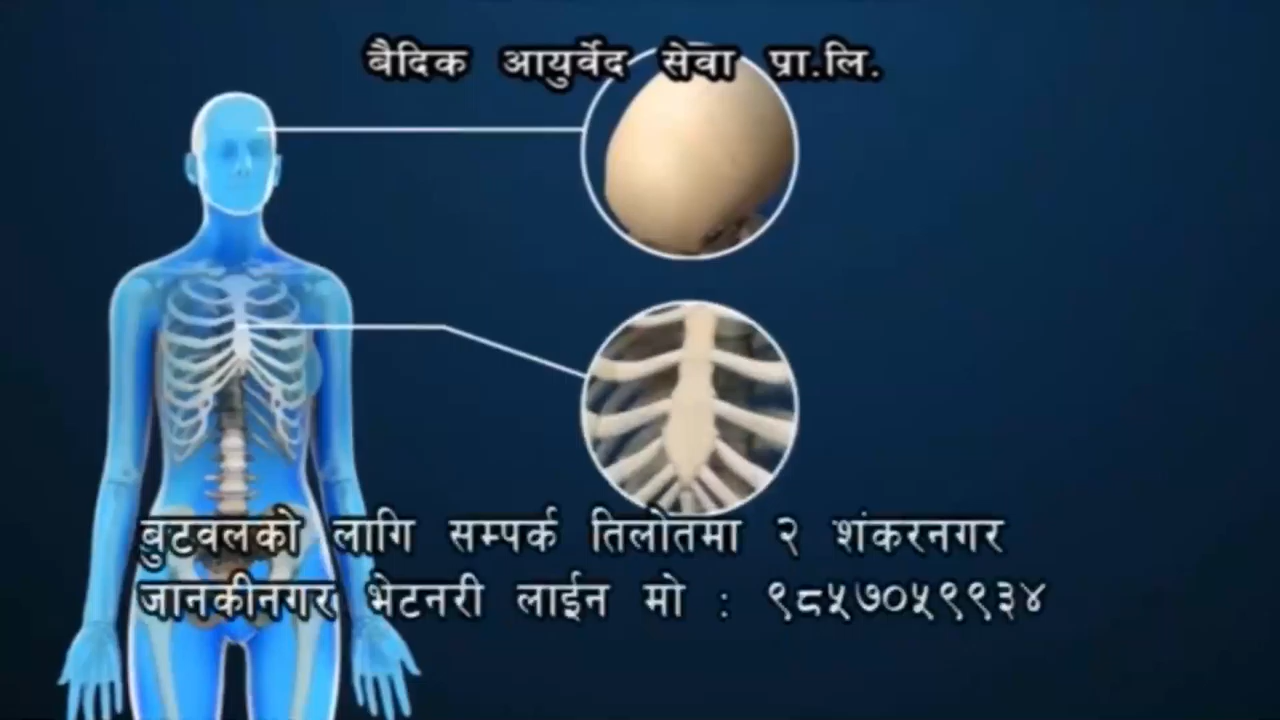 बैदिक आयुर्वेद सेवा प्रा.लि.
बुटवलको लागि सम्पर्क तिलोतमा २ शंकरनगर
जानकीनगर भेटनरी लाईन मो : ९८५७०५९९३४